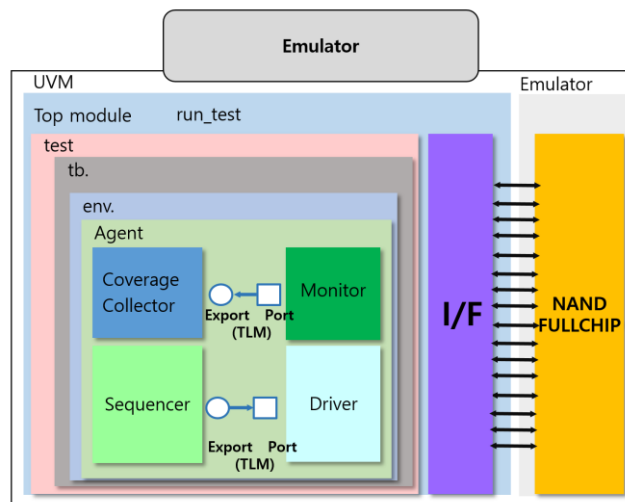 Emulator
UVM
Emulator
Top module run_test
test
tb.
env.
Agent
Coverage
Collector
Monitor
Export Port
(TLM)
Sequencer
Driver
Export Port
(TLM)
I/F
NAND
FULLCHIP